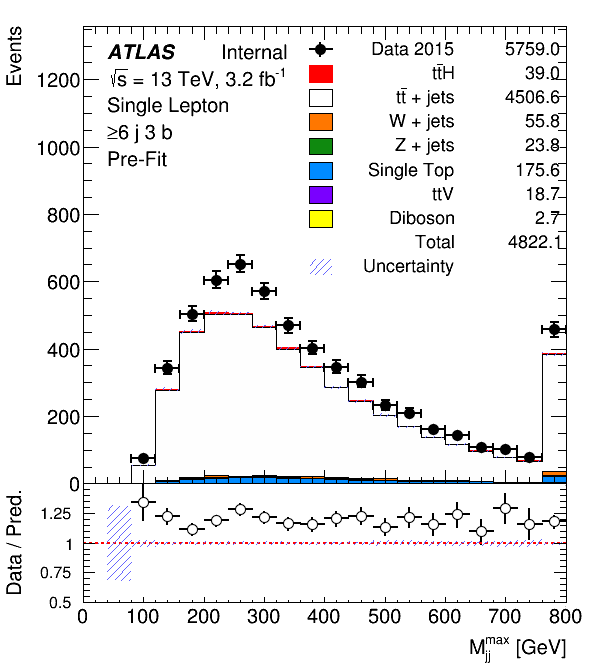 ATLAS Internal
√s = 13 TeV, 3.2 fb⁻¹
Single Lepton
≥6 j 3 b
Pre-Fit
Data 2015 5759.0
tt̄H 39.0
tt̄ + jets 4506.6
W + jets 55.8
Z + jets 23.8
Single Top 175.6
ttV 18.7
Diboson 2.7
Total 4822.1
Uncertainty
Events
1200
1000
800
600
400
200
0
Data / Pred.
1.25
1
0.75
0.5
0 100 200 300 400 500 600 700 800
M_jj^max [GeV]